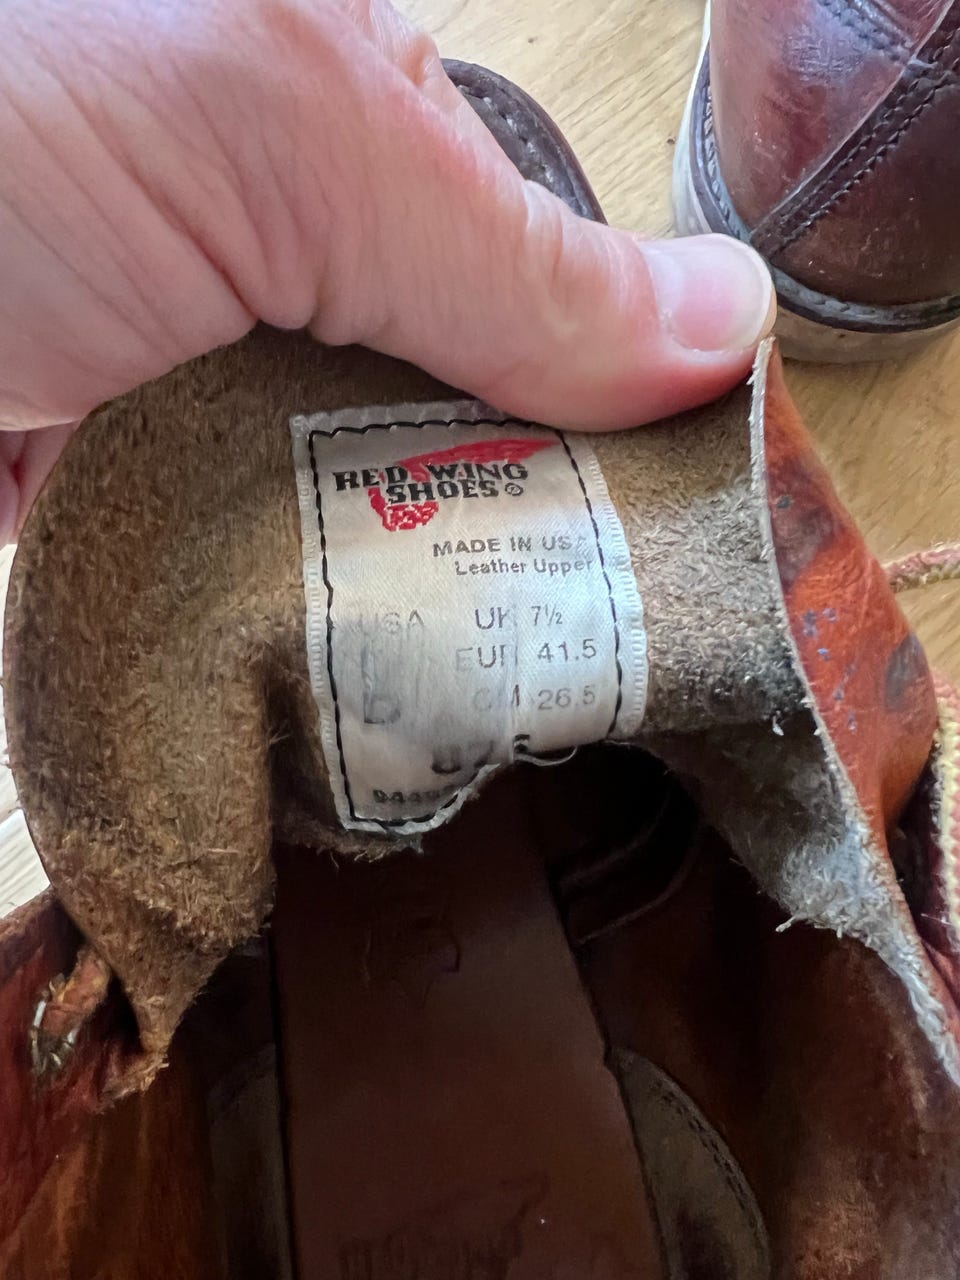 RED WING
SHOES®
MADE IN USA
Leather Upper
USA UK 7½
EUR 41.5
D CM 26.5